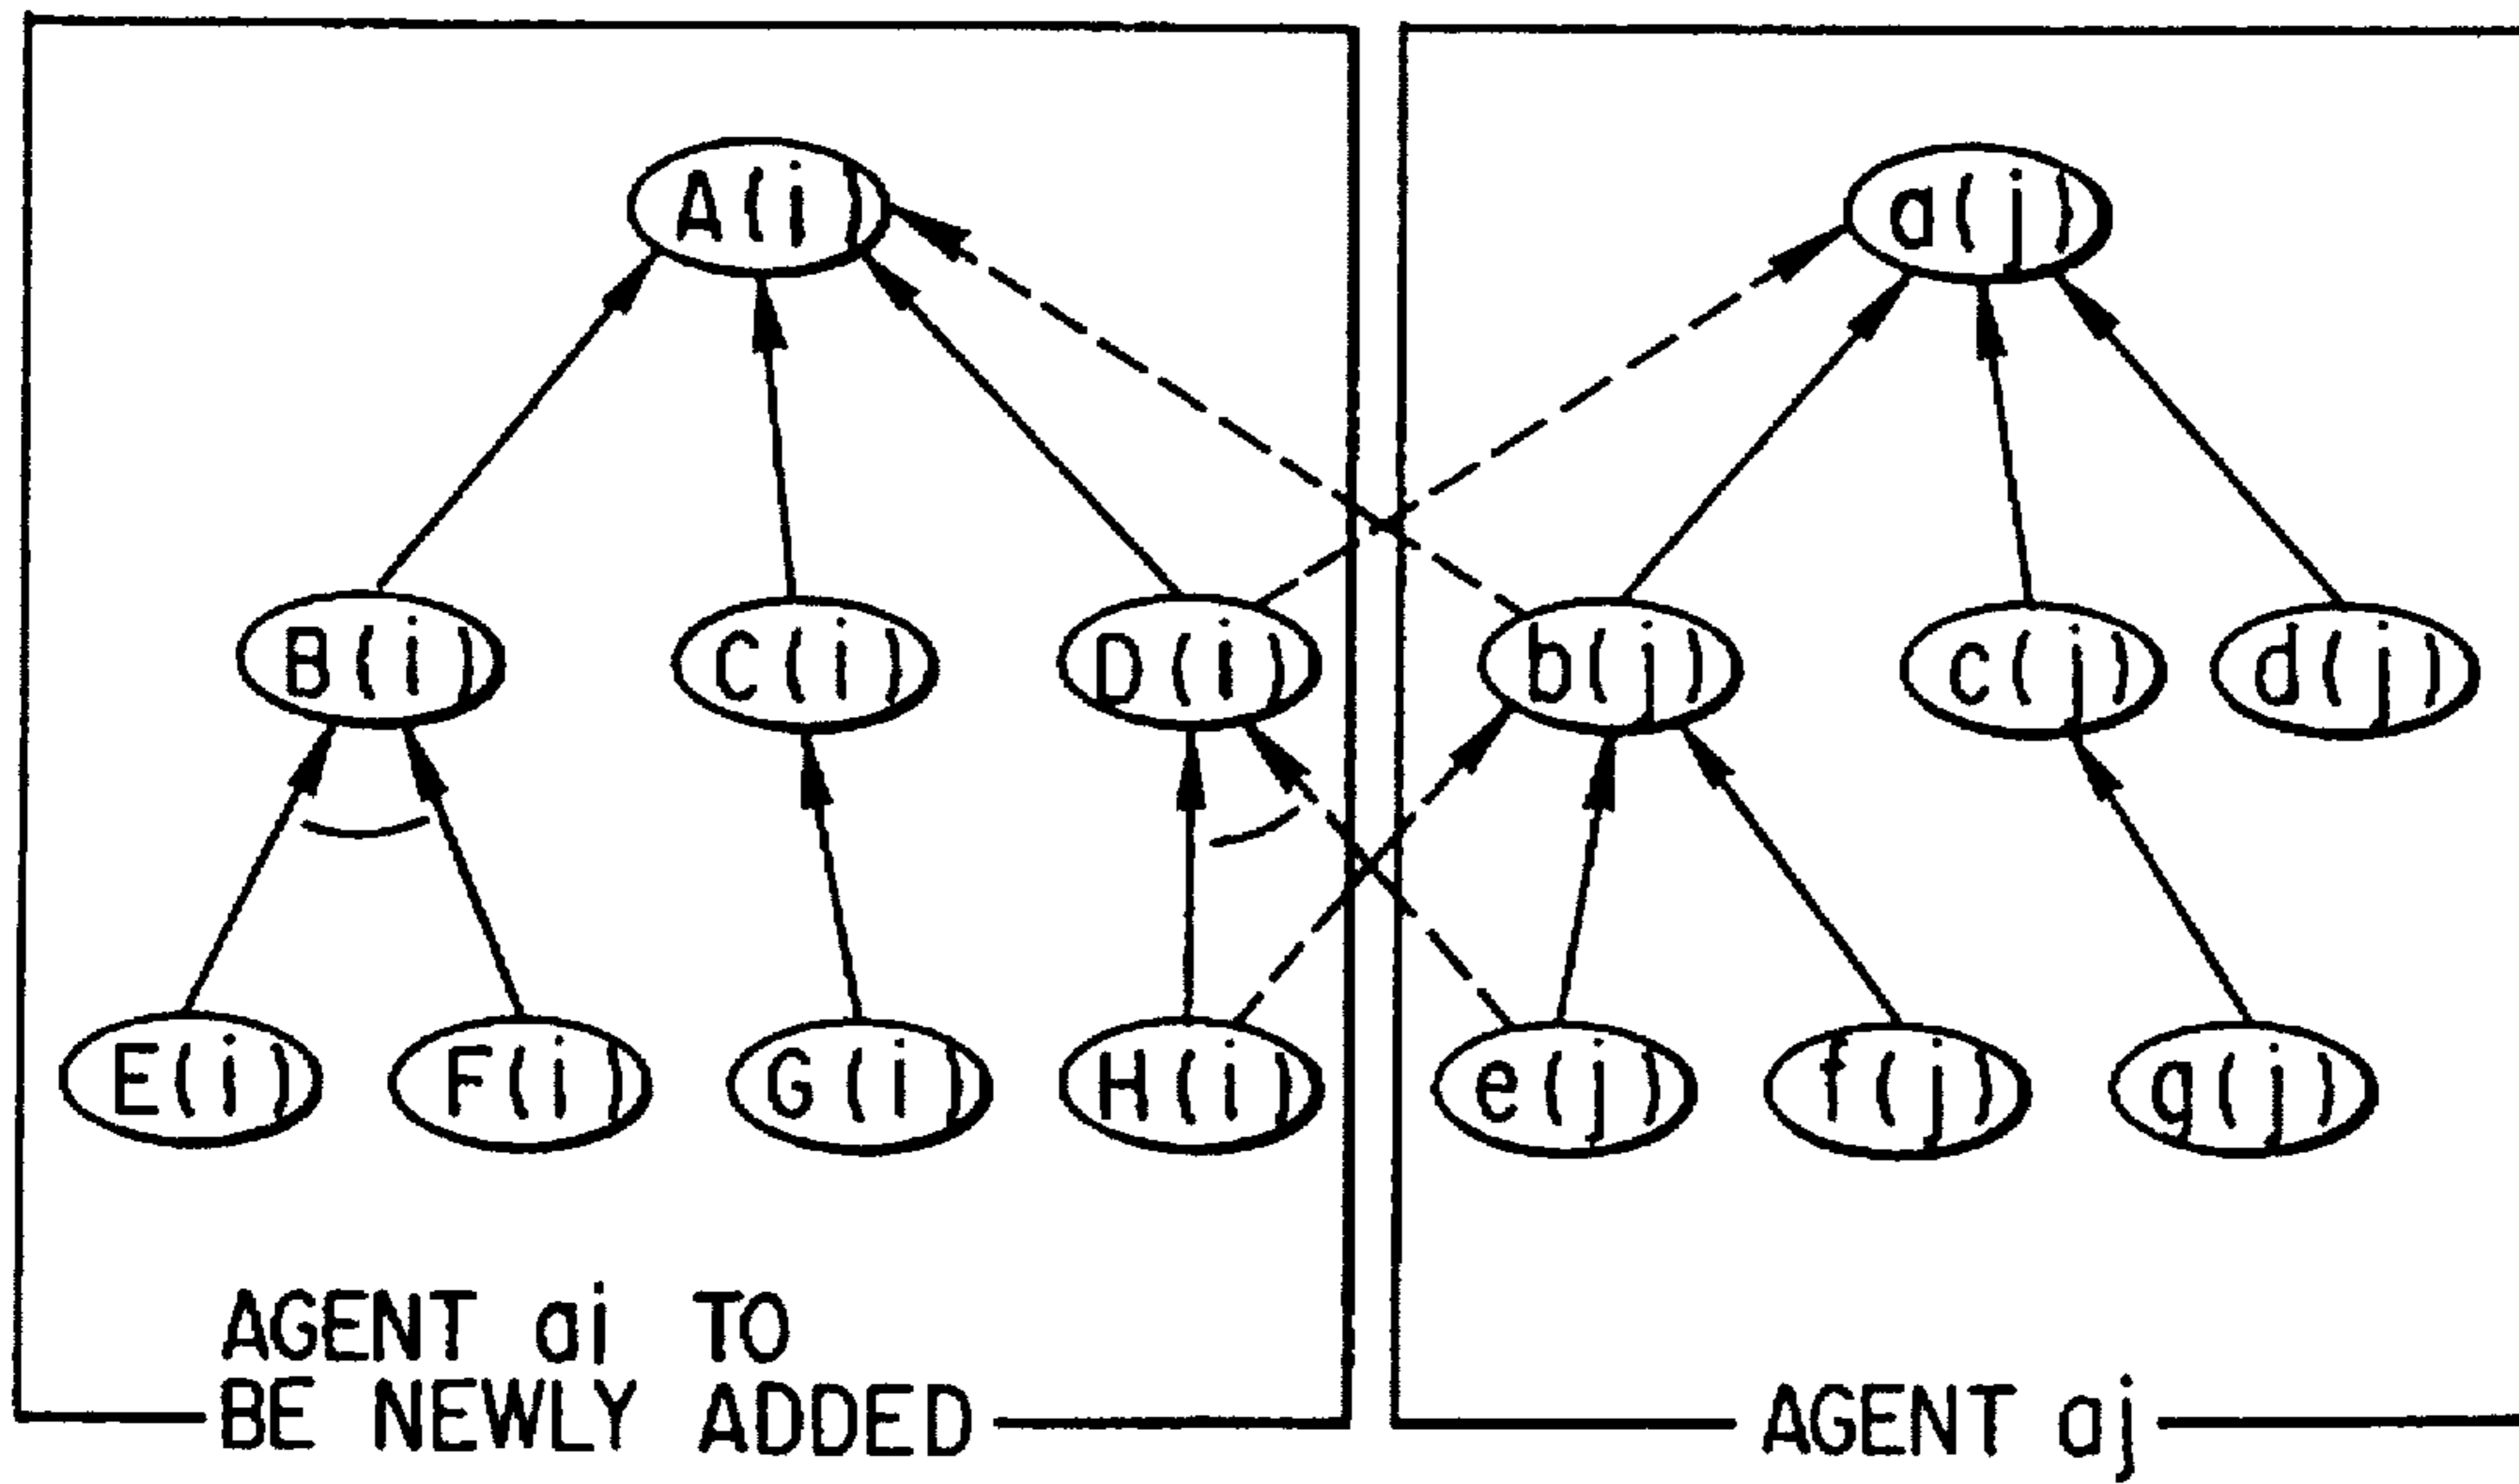 A(i)
a(j)
B(i)
C(i)
D(i)
b(j)
c(j)
d(j)
E(i)
F(i)
G(i)
H(i)
e(j)
f(j)
g(j)
AGENT ai TO
BE NEWLY ADDED
AGENT aj